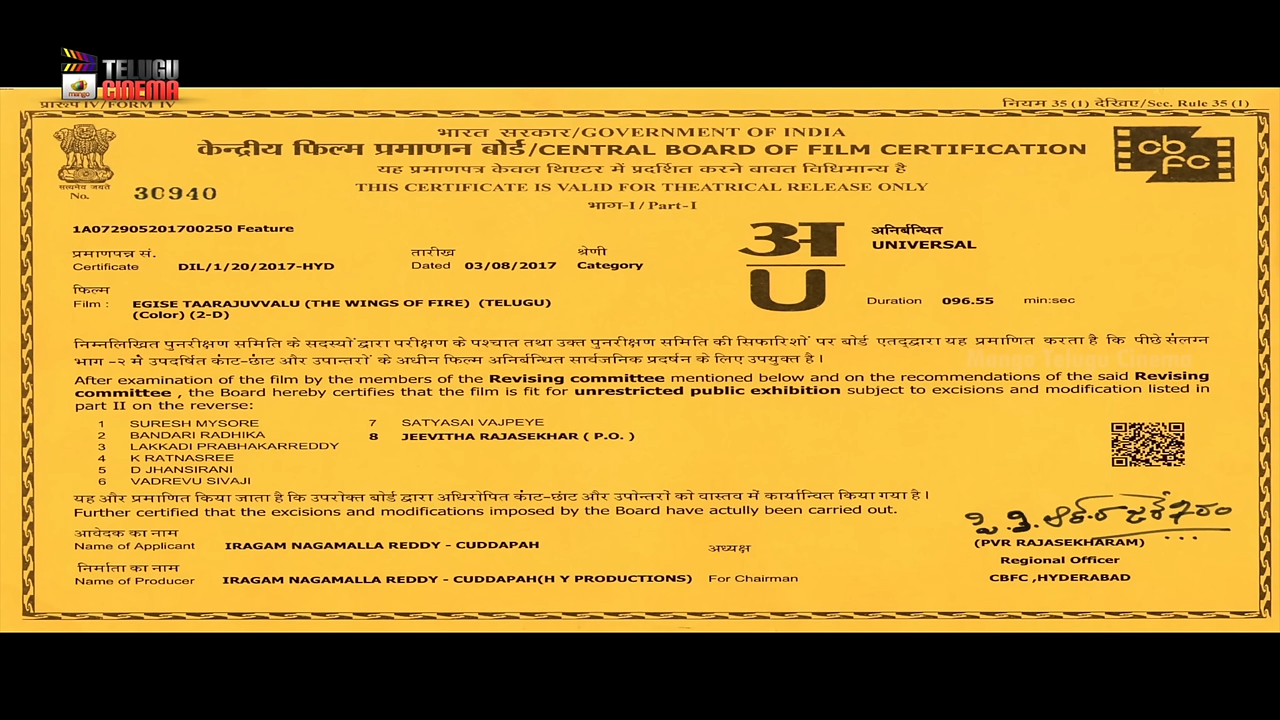 TELUGU
CINEMA
mango
प्रारूप IV/FORM IV
नियम 35 (1) देखिए/Sec. Rule 35 (1)
भारत सरकार/GOVERNMENT OF INDIA
केन्द्रीय फिल्म प्रमाणन बोर्ड/CENTRAL BOARD OF FILM CERTIFICATION
cb
fc
यह प्रमाणपत्र केवल थिएटर में प्रदर्शित करने बाबत विधिमान्य है
सत्यमेव जयते
THIS CERTIFICATE IS VALID FOR THEATRICAL RELEASE ONLY
No. 30940
भाग-I / Part-I
1A072905201700250 Feature
अ
U
अनिर्बन्धित
UNIVERSAL
प्रमाणपत्र सं. तारीख श्रेणी
Certificate DIL/1/20/2017-HYD Dated 03/08/2017 Category
फिल्म
Film : EGISE TAARAJUVVALU (THE WINGS OF FIRE) (TELUGU)
(Color) (2-D)
Duration 096.55 min:sec
निम्नलिखित पुनरीक्षण समिति के सदस्यों द्वारा परीक्षण के पश्चात तथा उक्त पुनरीक्षण समिति की सिफारिशों पर बोर्ड एतद्द्वारा यह प्रमाणित करता है कि पीछे संलग्न
भाग -२ में उपदर्षित कांट-छांट और उपान्तरों के अधीन फिल्म अनिर्बन्धित सार्वजनिक प्रदर्शन के लिए उपयुक्त है।
Mango Telugu Cinema
After examination of the film by the members of the Revising committee mentioned below and on the recommendations of the said Revising
committee , the Board hereby certifies that the film is fit for unrestricted public exhibition subject to excisions and modification listed in
part II on the reverse:
1 SURESH MYSORE
2 BANDARI RADHIKA
3 LAKKADI PRABHAKARREDDY
4 K RATNASREE
5 D JHANSIRANI
6 VADREVU SIVAJI
7 SATYASAI VAJPEYE
8 JEEVITHA RAJASEKHAR ( P.O. )
यह और प्रमाणित किया जाता है कि उपरोक्त बोर्ड द्वारा अधिरोपित कांट-छांट और उपोन्तरों को वास्तव में कार्यान्वित किया गया है।
Further certified that the excisions and modifications imposed by the Board have actully been carried out.
आवेदक का नाम
Name of Applicant IRAGAM NAGAMALLA REDDY - CUDDAPAH
अध्यक्ष
निर्माता का नाम
Name of Producer IRAGAM NAGAMALLA REDDY - CUDDAPAH(H Y PRODUCTIONS) For Chairman
(PVR RAJASEKHARAM)
Regional Officer
CBFC ,HYDERABAD